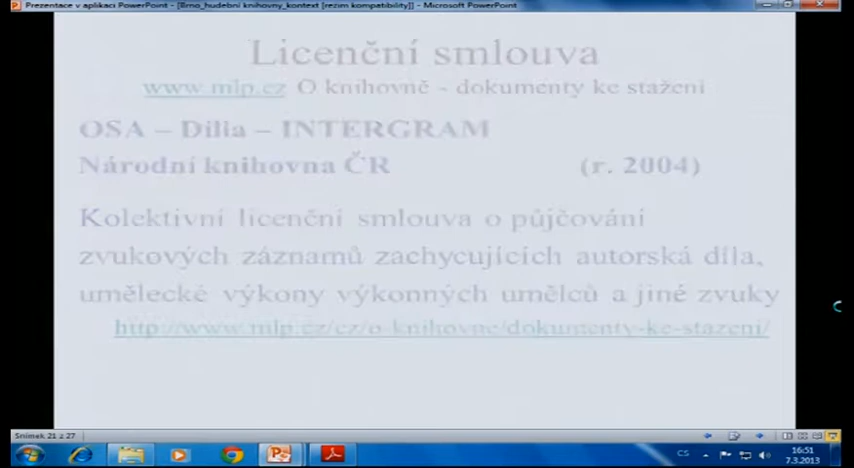 Prezentace v aplikaci PowerPoint - [Brno_hudební knihovny_kontext [režim kompatibility]] - Microsoft PowerPoint
Licenční smlouva
www.mlp.cz O knihovně - dokumenty ke stažení
OSA – Dilia – INTERGRAM
Národní knihovna ČR (r. 2004)
Kolektivní licenční smlouva o půjčování
zvukových záznamů zachycujících autorská díla,
umělecké výkony výkonných umělců a jiné zvuky
http://www.mlp.cz/cz/o-knihovne/dokumenty-ke-stazeni/
Snímek 21 z 27
CS
16:51
7.3.2013